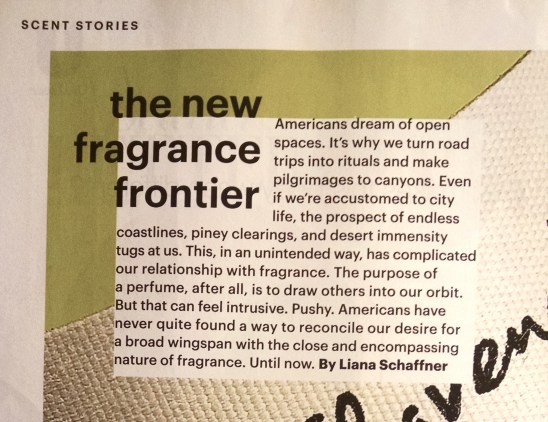 SCENT STORIES
the new
fragrance
frontier
Americans dream of open
spaces. It's why we turn road
trips into rituals and make
pilgrimages to canyons. Even
if we're accustomed to city
life, the prospect of endless
coastlines, piney clearings, and desert immensity
tugs at us. This, in an unintended way, has complicated
our relationship with fragrance. The purpose of
a perfume, after all, is to draw others into our orbit.
But that can feel intrusive. Pushy. Americans have
never quite found a way to reconcile our desire for
a broad wingspan with the close and encompassing
nature of fragrance. Until now. By Liana Schaffner